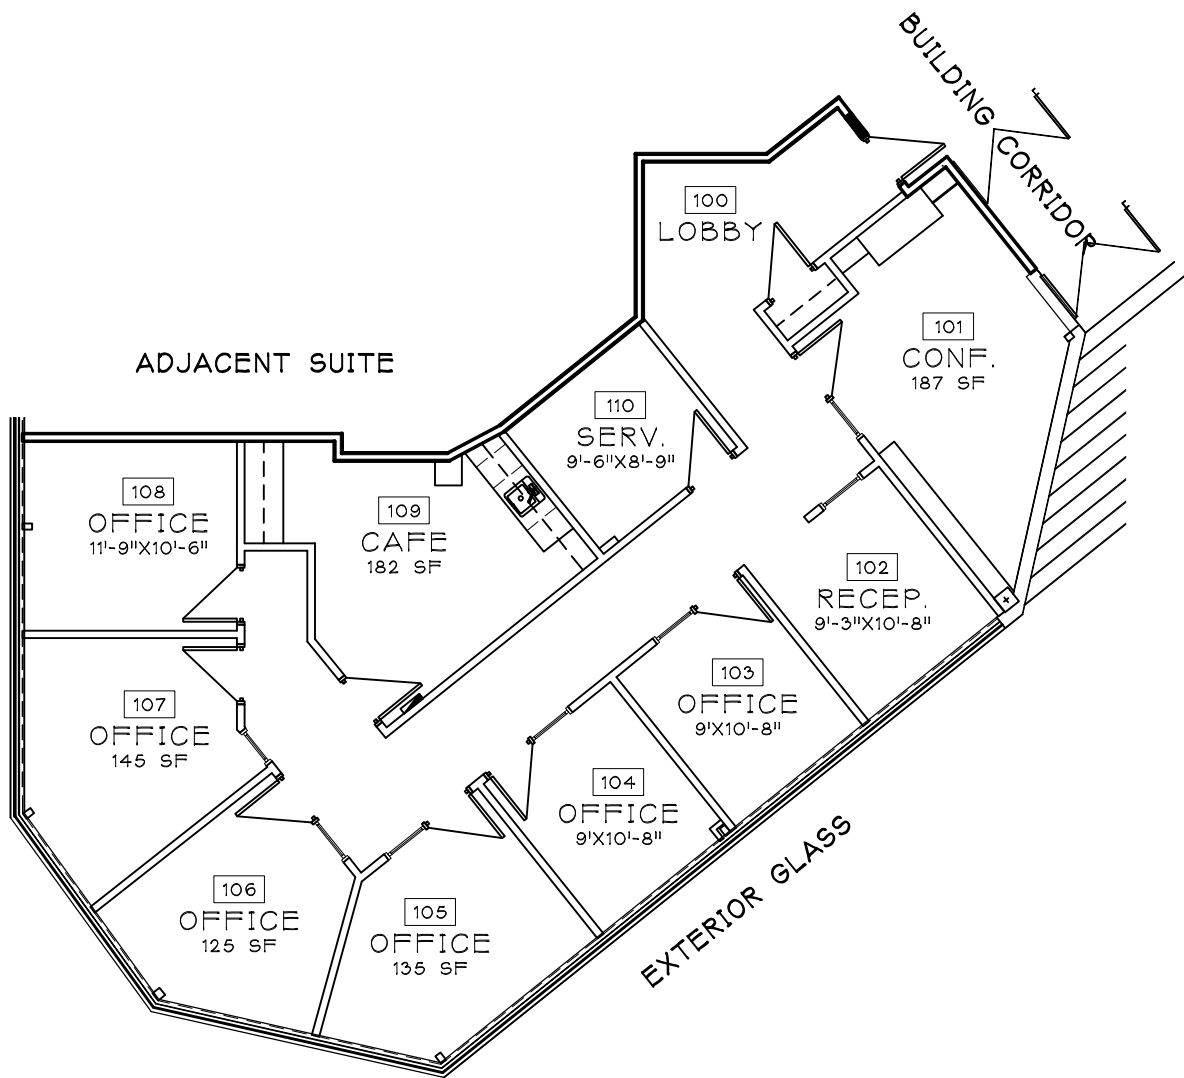 BUILDING CORRIDOR
100
LOBBY
101
CONF.
187 SF
ADJACENT SUITE
110
SERV.
9'-6"X8'-9"
108
OFFICE
11'-9"X10'-6"
109
CAFE
182 SF
102
RECEP.
9'-3"X10'-8"
103
OFFICE
9'X10'-8"
107
OFFICE
145 SF
104
OFFICE
9'X10'-8"
106
OFFICE
125 SF
105
OFFICE
135 SF
EXTERIOR GLASS